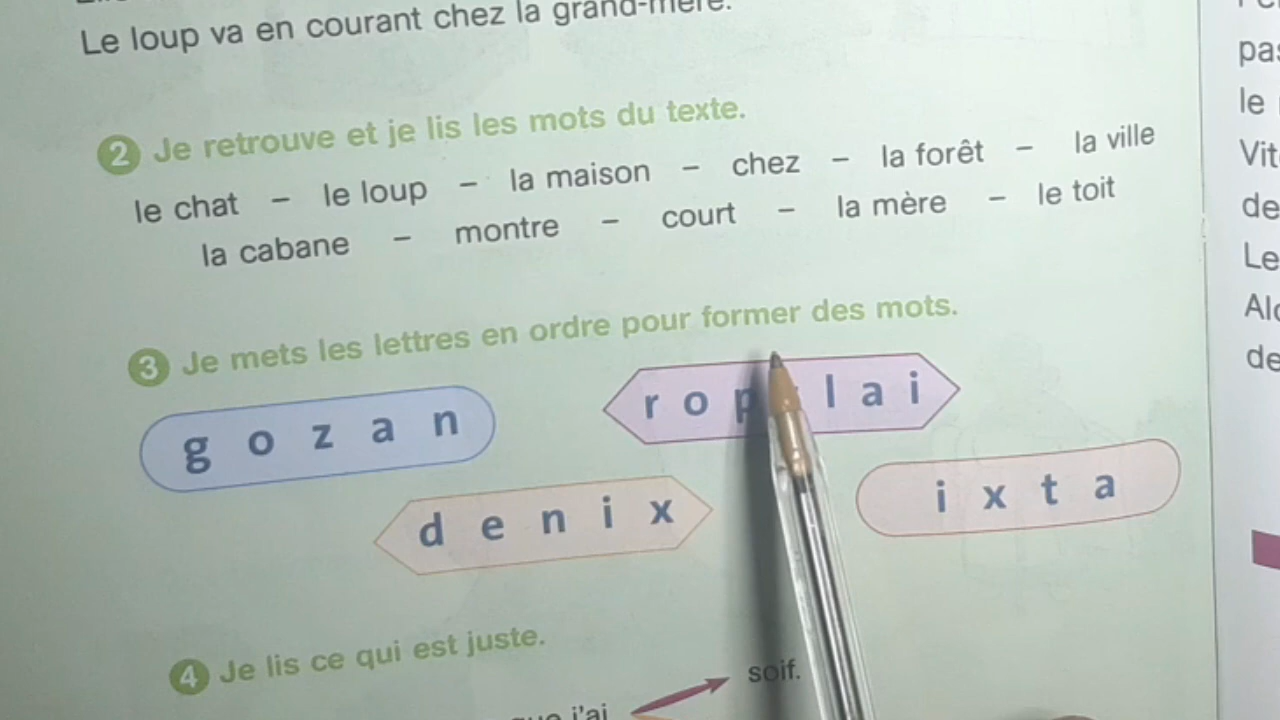 Le loup va en courant chez la grand-mère.
2 Je retrouve et je lis les mots du texte.
le chat – le loup – la maison – chez – la forêt – la ville
la cabane – montre – court – la mère – le toit
3 Je mets les lettres en ordre pour former des mots.
g o z a n
r o p l a i
d e n i x
i x t a
4 Je lis ce qui est juste.
soif.
j'ai
le
Le